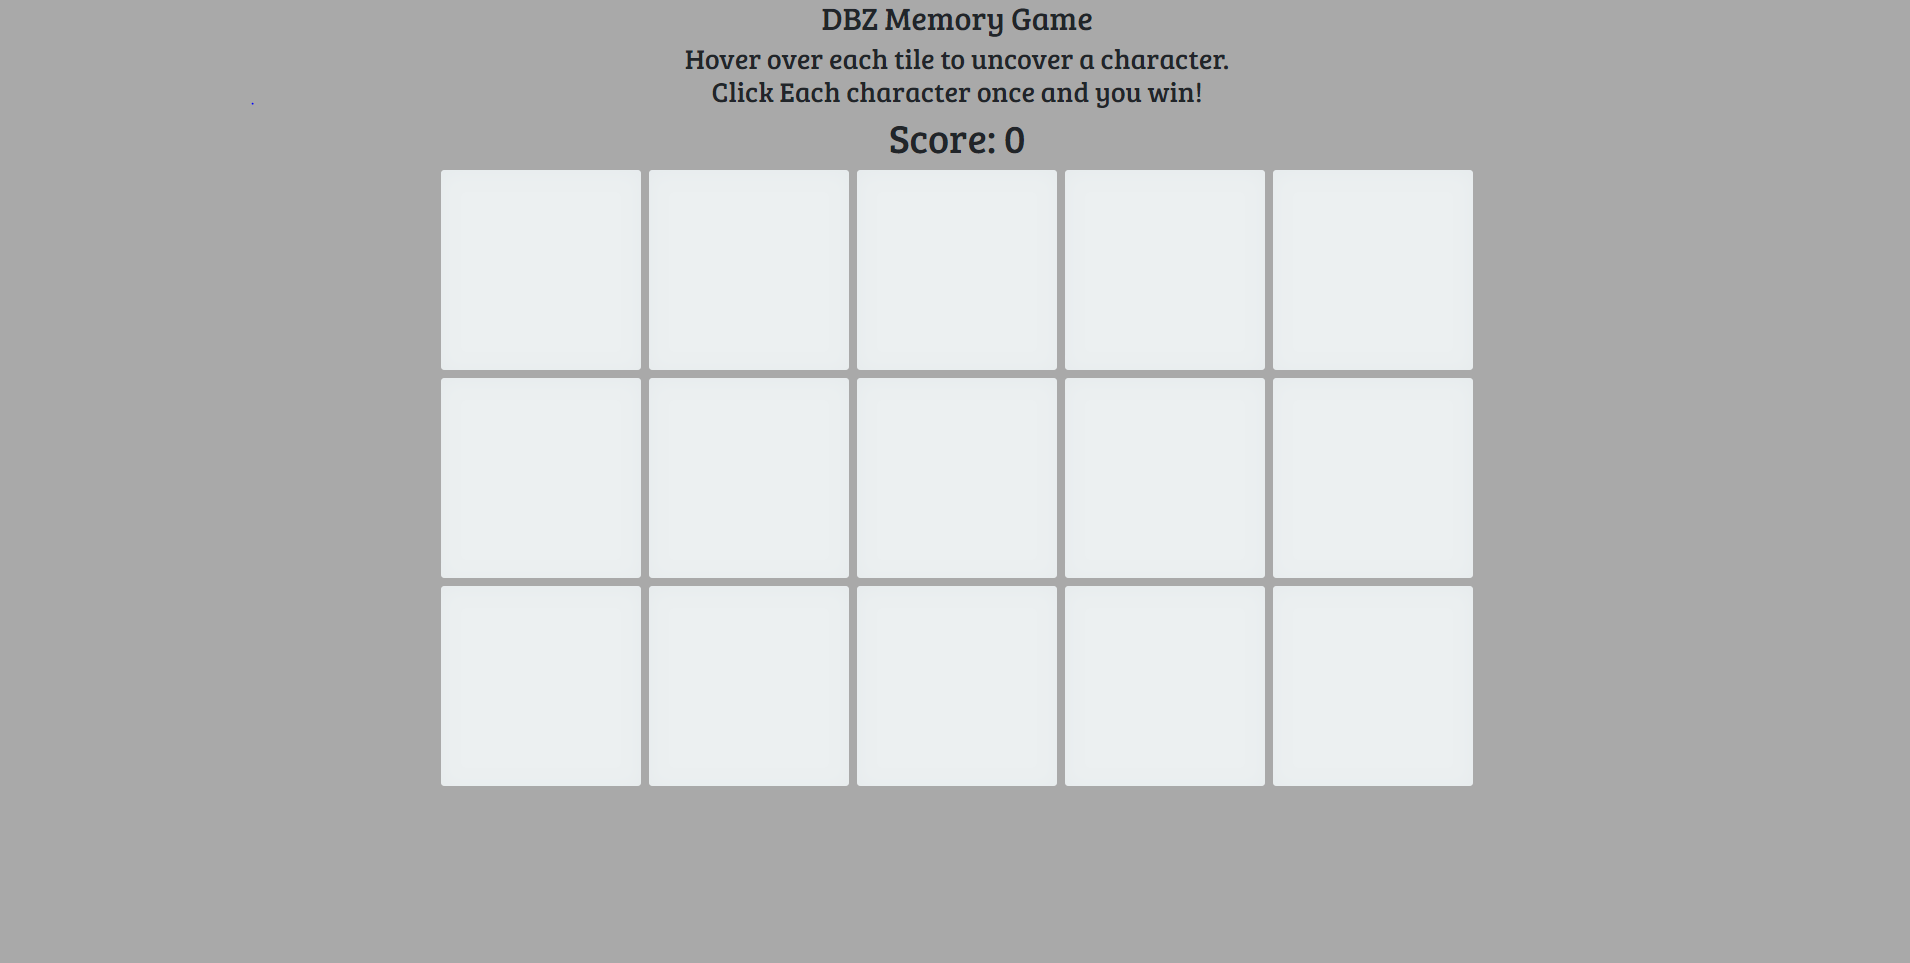 DBZ Memory Game
Hover over each tile to uncover a character.
Click Each character once and you win!
Score: 0